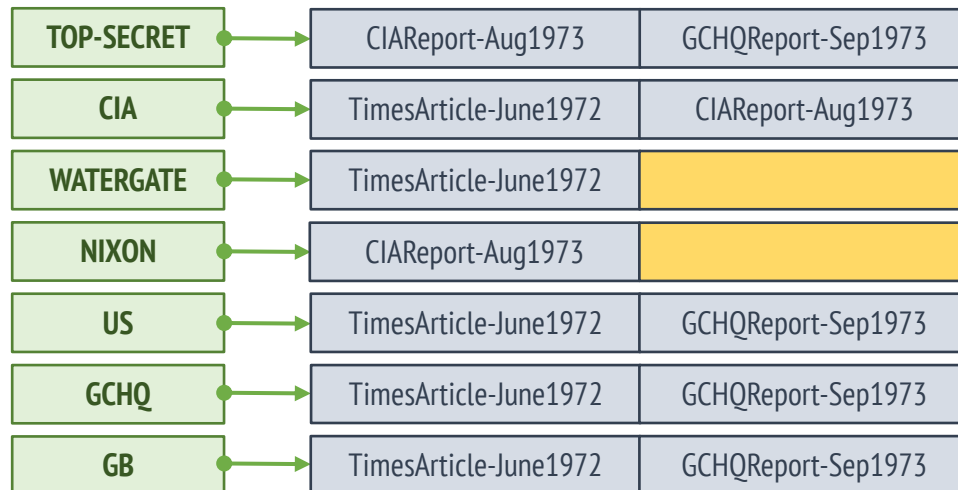 TOP-SECRET CIAReport-Aug1973 GCHQReport-Sep1973
CIA TimesArticle-June1972 CIAReport-Aug1973
WATERGATE TimesArticle-June1972
NIXON CIAReport-Aug1973
US TimesArticle-June1972 GCHQReport-Sep1973
GCHQ TimesArticle-June1972 GCHQReport-Sep1973
GB TimesArticle-June1972 GCHQReport-Sep1973